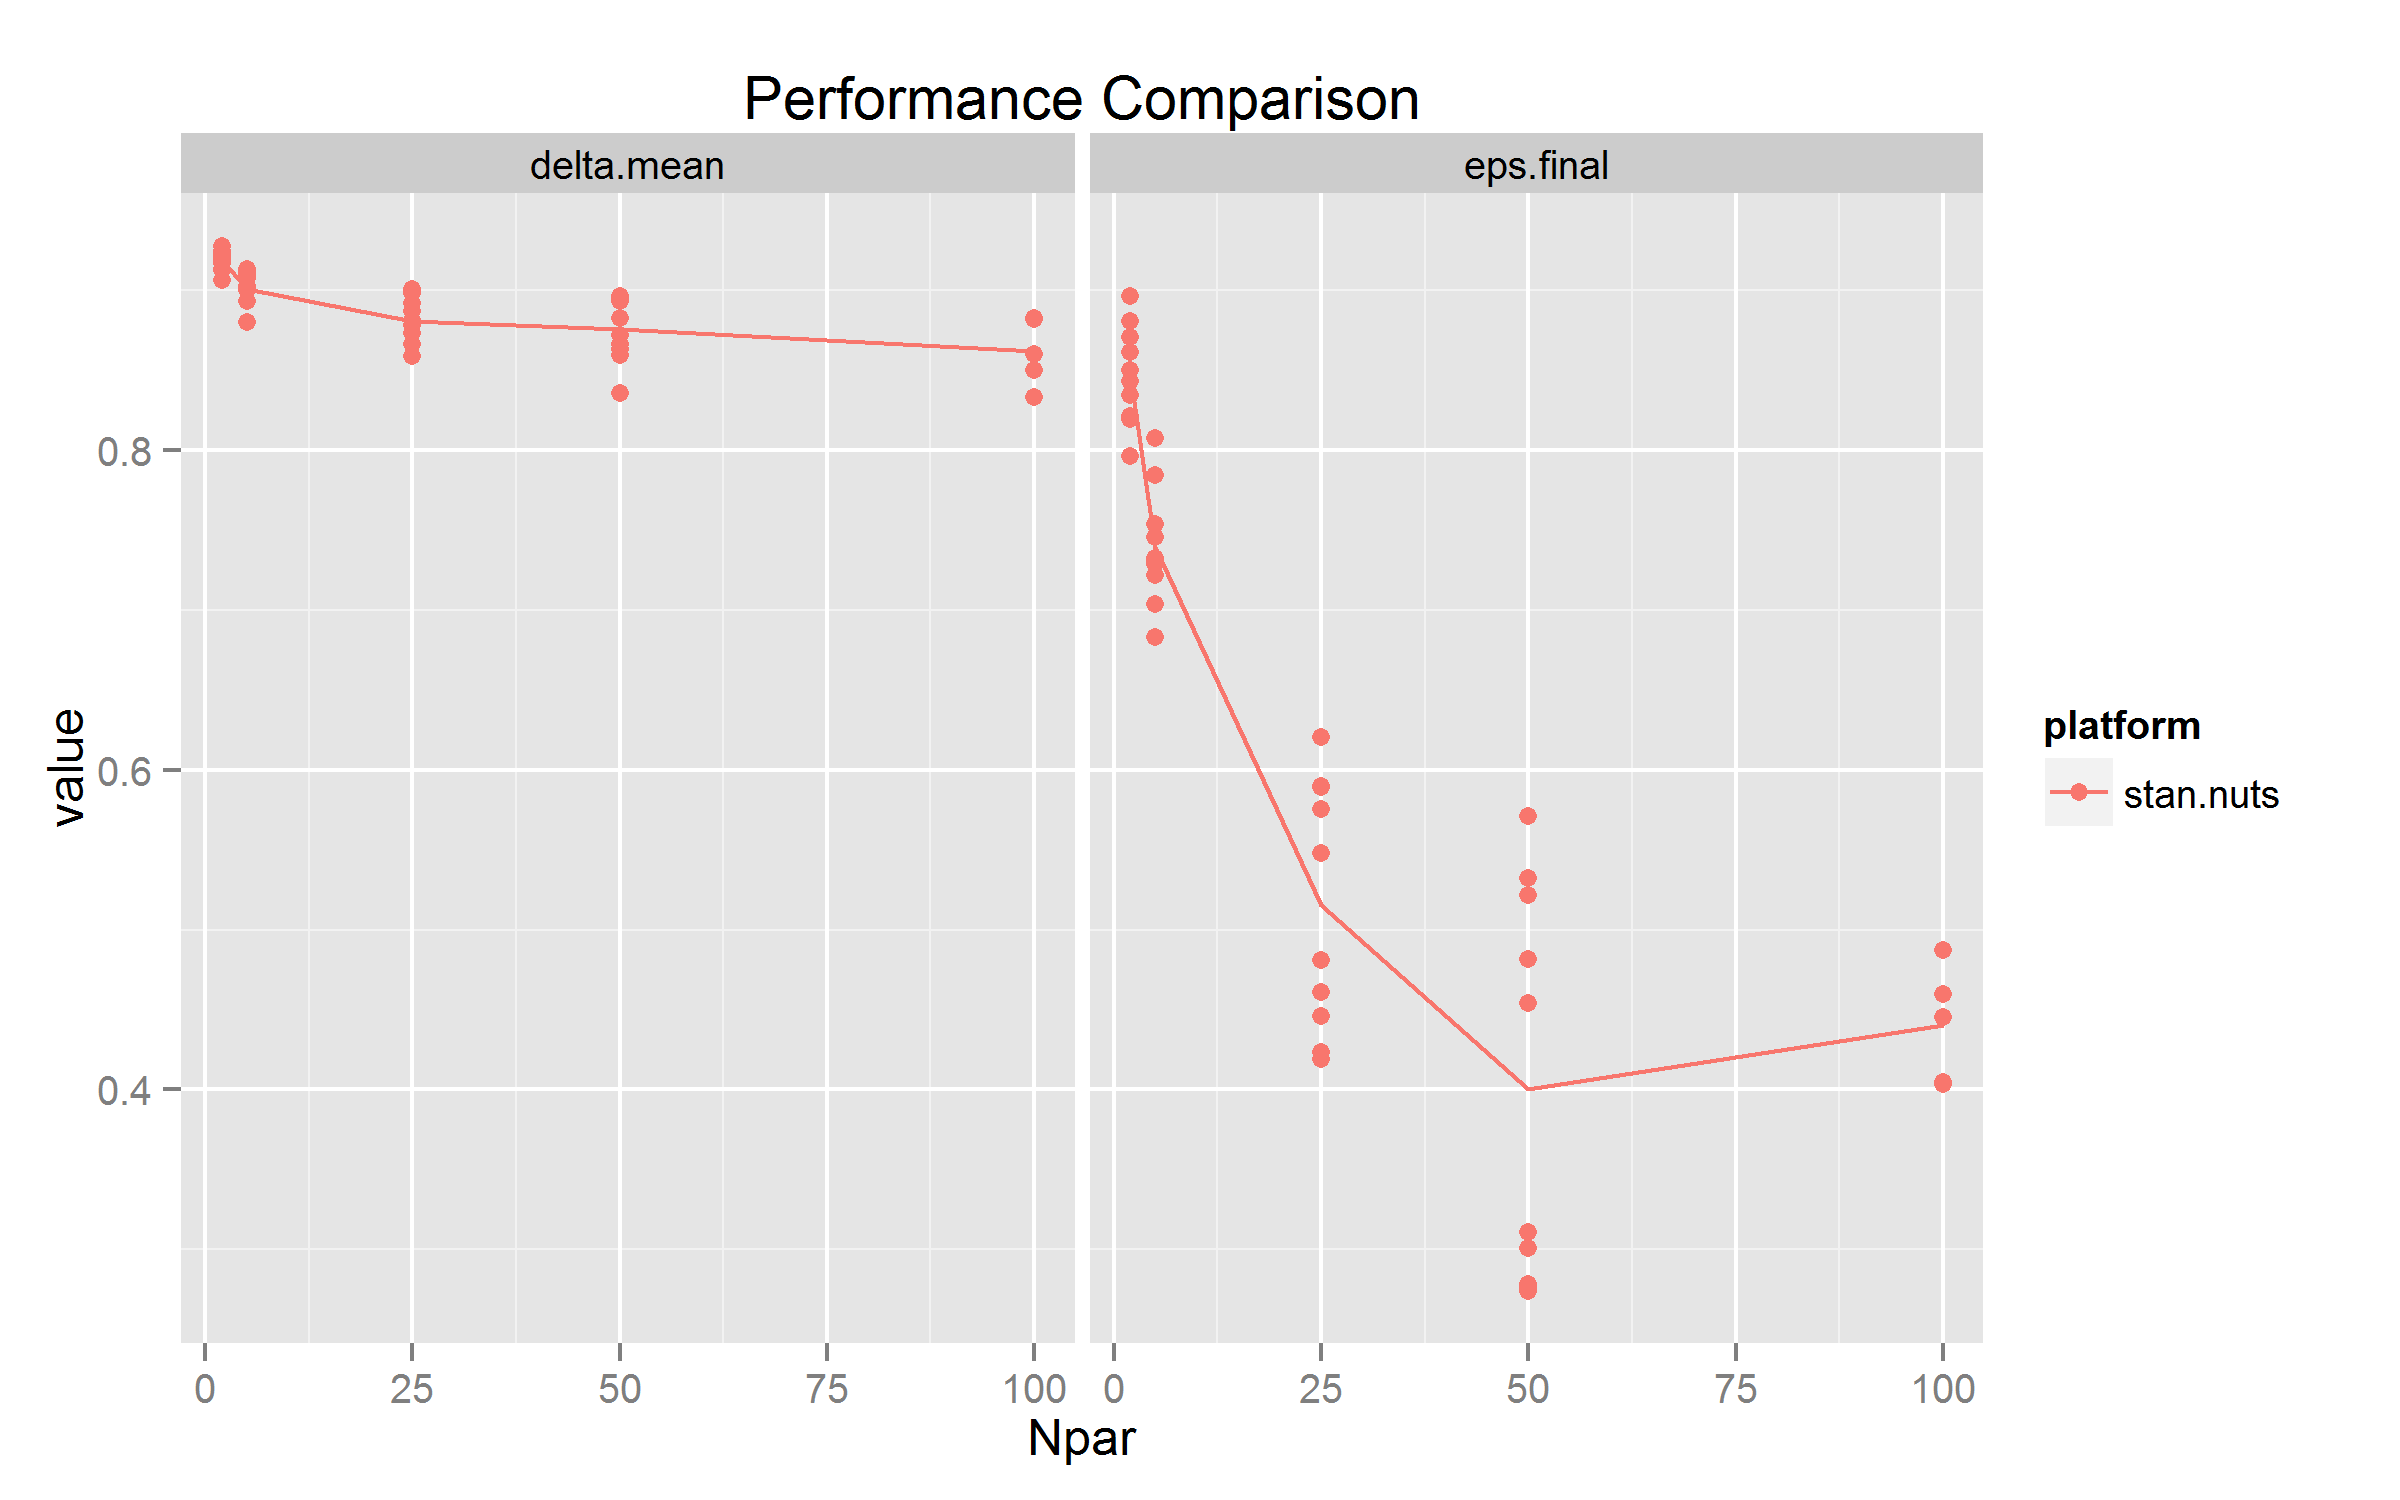 Performance Comparison
delta.mean
eps.final
value
0.8
0.6
0.4
0 25 50 75 100
0 25 50 75 100
Npar
platform
stan.nuts